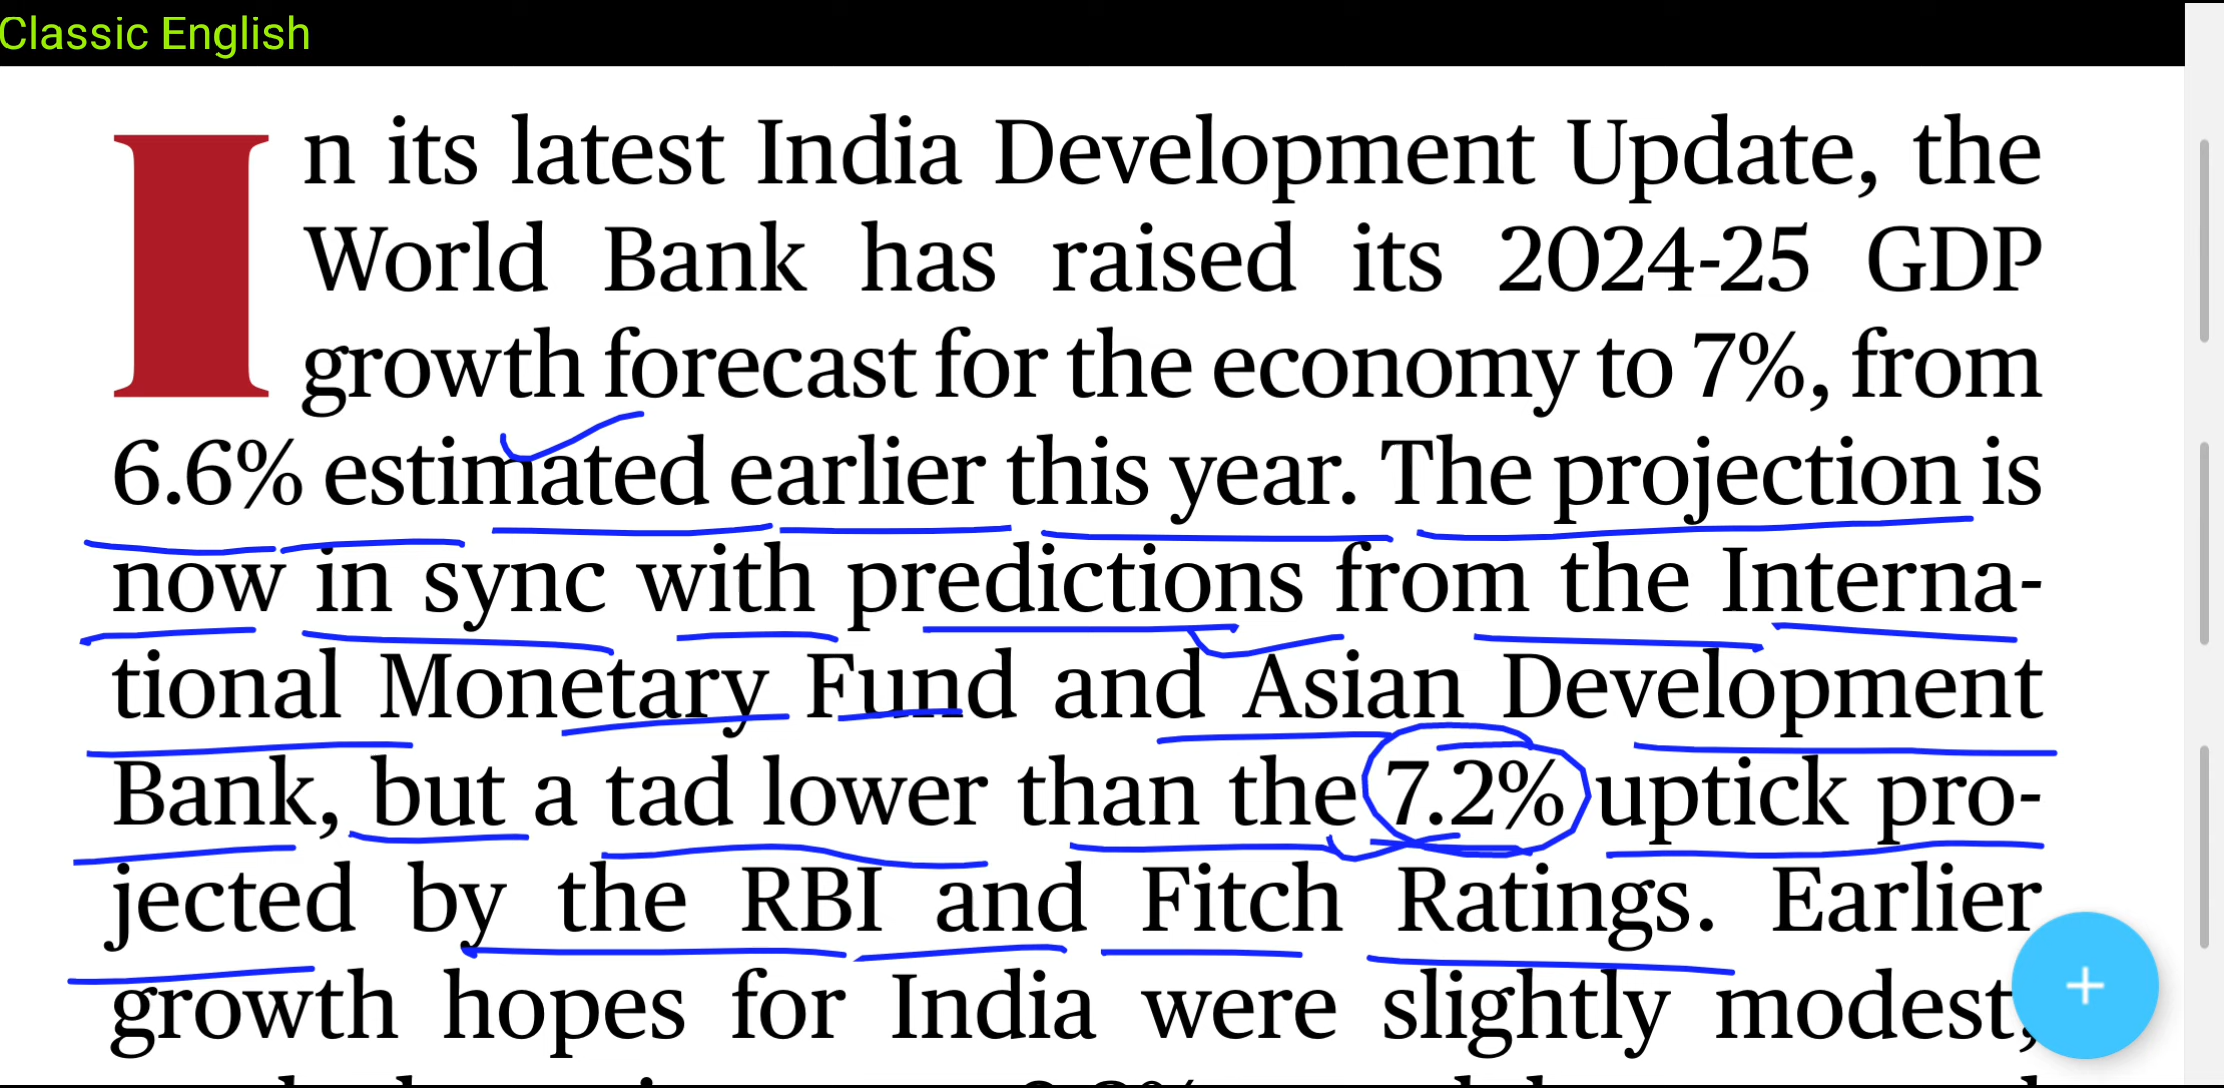 Classic English
In its latest India Development Update, the
World Bank has raised its 2024-25 GDP
growth forecast for the economy to 7%, from
6.6% estimated earlier this year. The projection is
now in sync with predictions from the Interna-
tional Monetary Fund and Asian Development
Bank, but a tad lower than the 7.2% uptick pro-
jected by the RBI and Fitch Ratings. Earlier
growth hopes for India were slightly modest,